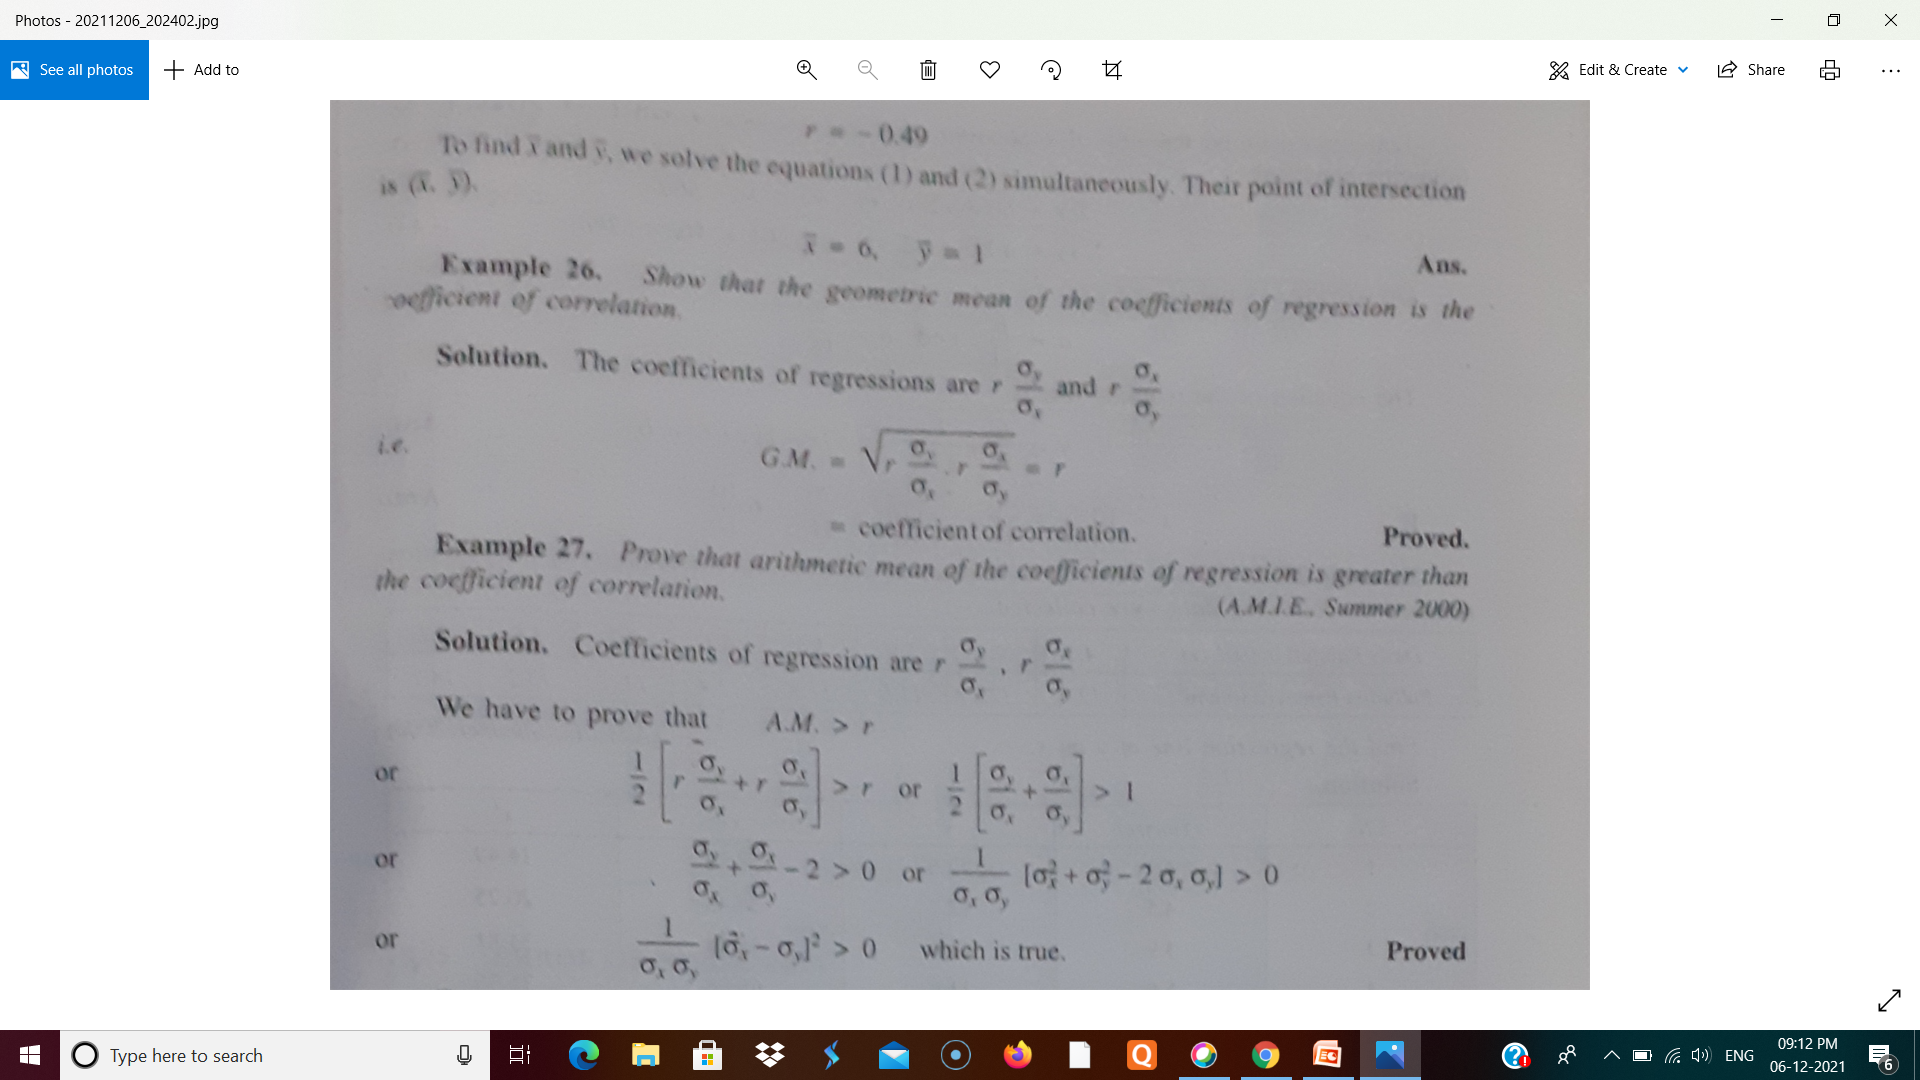 Photos - 20211206_202402.jpg
See all photos
Add to
Edit & Create
Share
r = - 0.49
To find x̄ and ȳ, we solve the equations (1) and (2) simultaneously. Their point of intersection
is (x̄, ȳ).
x̄ = 6, ȳ = 1 Ans.
Example 26. Show that the geometric mean of the coefficients of regression is the
oefficient of correlation.
Solution. The coefficients of regressions are r σy/σx and r σx/σy
i.e. G.M. = √(r σy/σx . r σx/σy) = r
= coefficient of correlation. Proved.
Example 27. Prove that arithmetic mean of the coefficients of regression is greater than
the coefficient of correlation. (A.M.I.E., Summer 2000)
Solution. Coefficients of regression are r σy/σx , r σx/σy
We have to prove that A.M. > r
or 1/2 [r σy/σx + r σx/σy] > r or 1/2 [σy/σx + σx/σy] > 1
or σy/σx + σx/σy - 2 > 0 or 1/(σx σy) [σx² + σy² - 2 σx σy] > 0
or 1/(σx σy) [σx - σy]² > 0 which is true. Proved
Type here to search
ENG
09:12 PM
06-12-2021
6